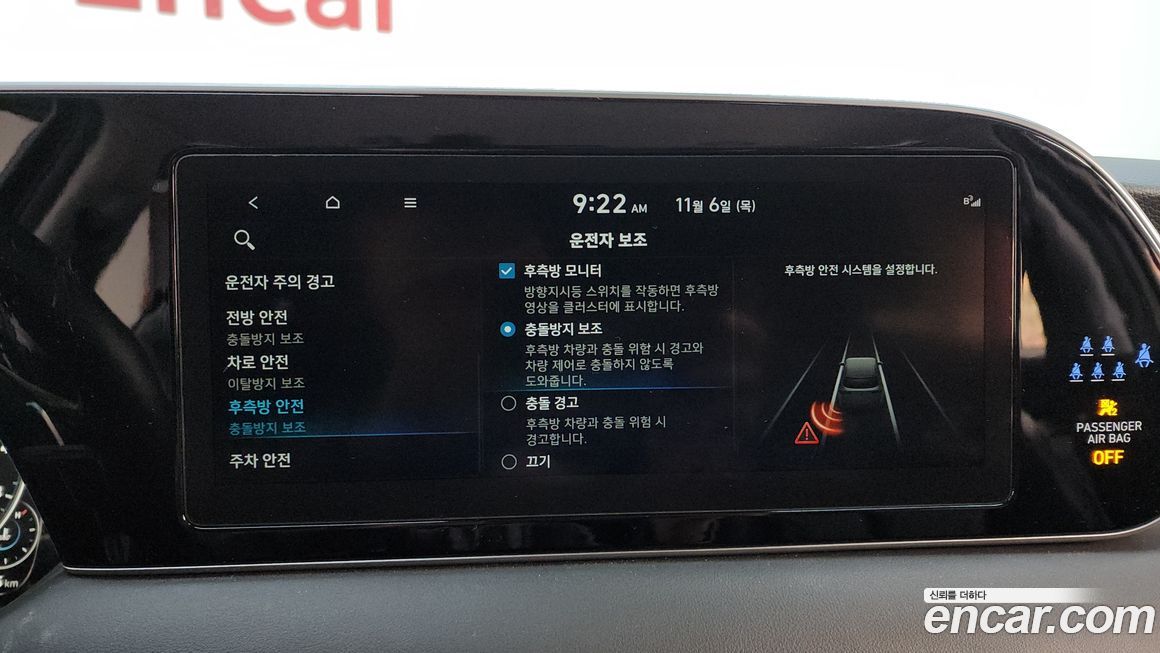 Encar
9:22 AM 11월 6일 (목)
운전자 보조
운전자 주의 경고
전방 안전
충돌방지 보조
차로 안전
이탈방지 보조
후측방 안전
충돌방지 보조
주차 안전
후측방 모니터
방향지시등 스위치를 작동하면 후측방
영상을 클러스터에 표시합니다.
충돌방지 보조
후측방 차량과 충돌 위험 시 경고와
차량 제어로 충돌하지 않도록
도와줍니다.
충돌 경고
후측방 차량과 충돌 위험 시
경고합니다.
끄기
후측방 안전 시스템을 설정합니다.
PASSENGER
AIR BAG
OFF
km
신뢰를 더하다
encar.com